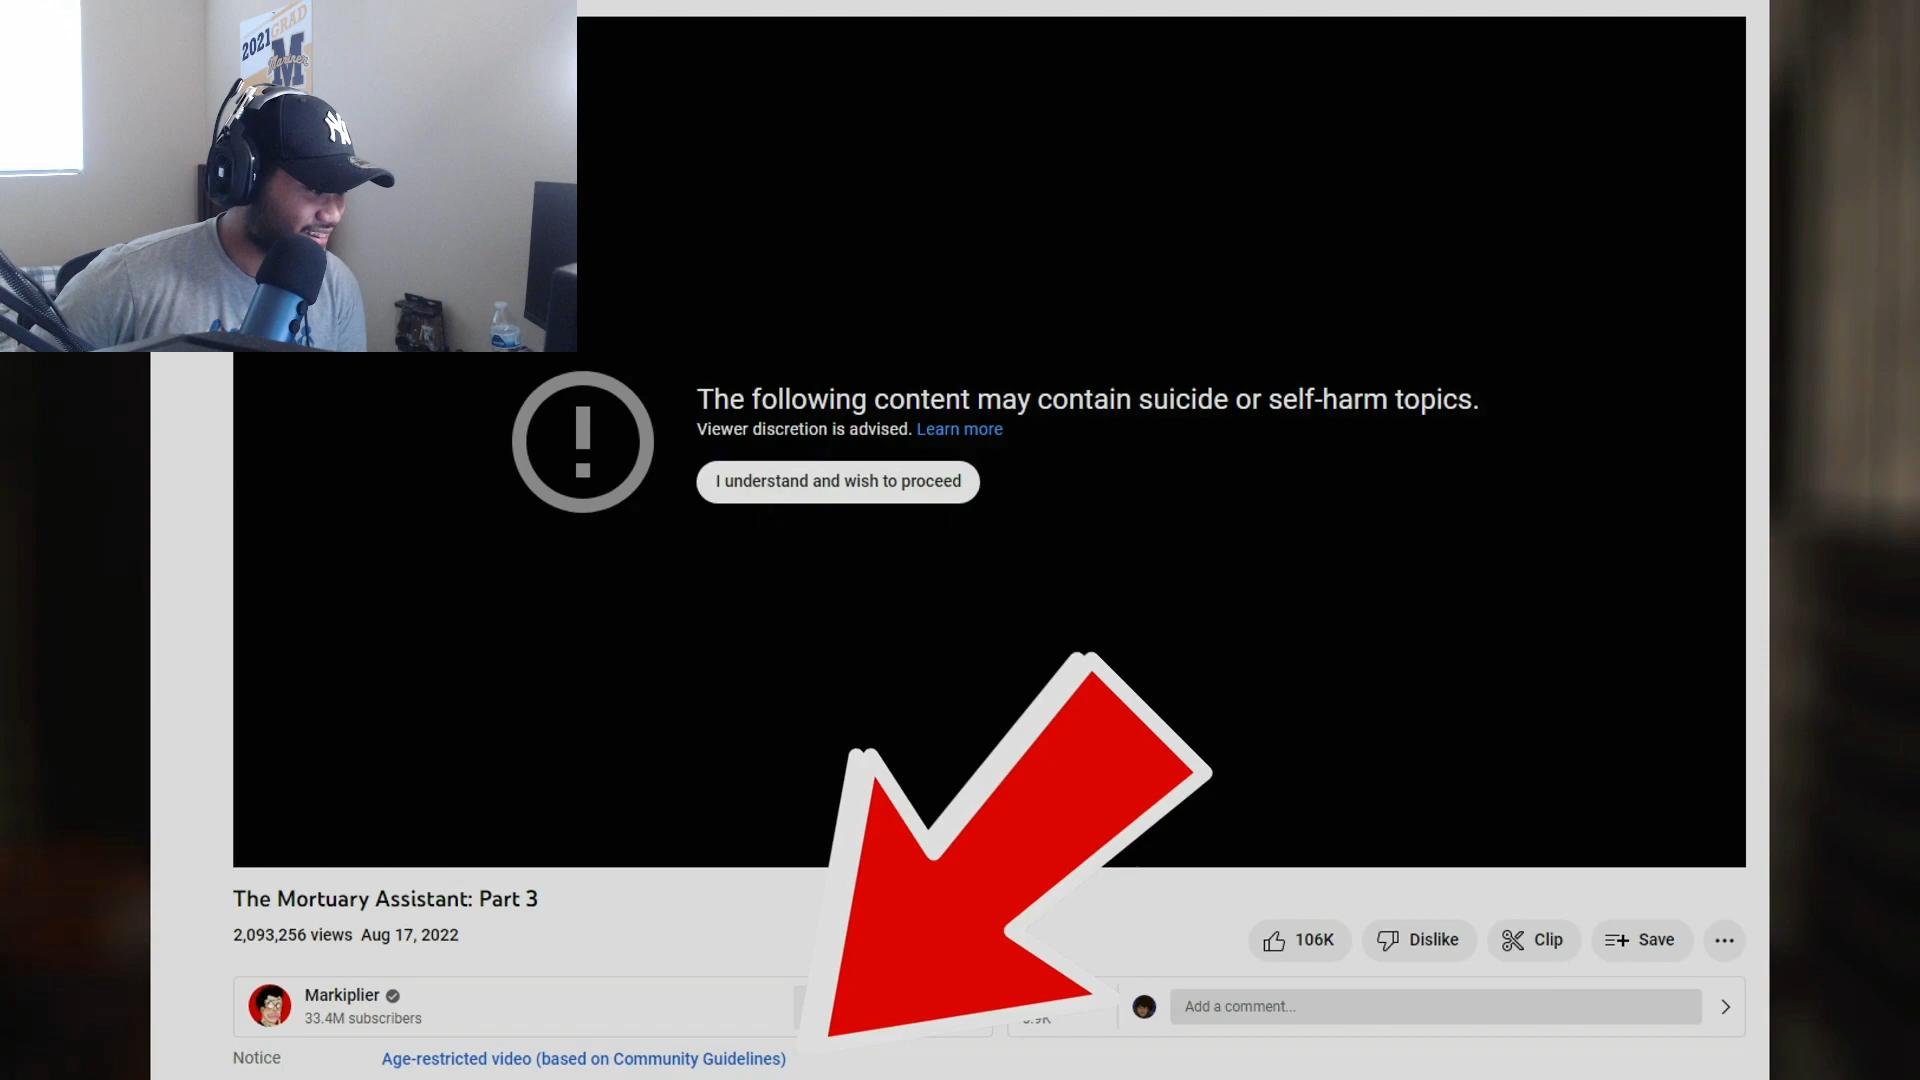 2021 GRAD
M
Mariners
NY
The following content may contain suicide or self-harm topics.
Viewer discretion is advised. Learn more
I understand and wish to proceed
The Mortuary Assistant: Part 3
2,093,256 views Aug 17, 2022
106K Dislike Clip Save
Markiplier
33.4M subscribers
Add a comment...
Notice Age-restricted video (based on Community Guidelines)